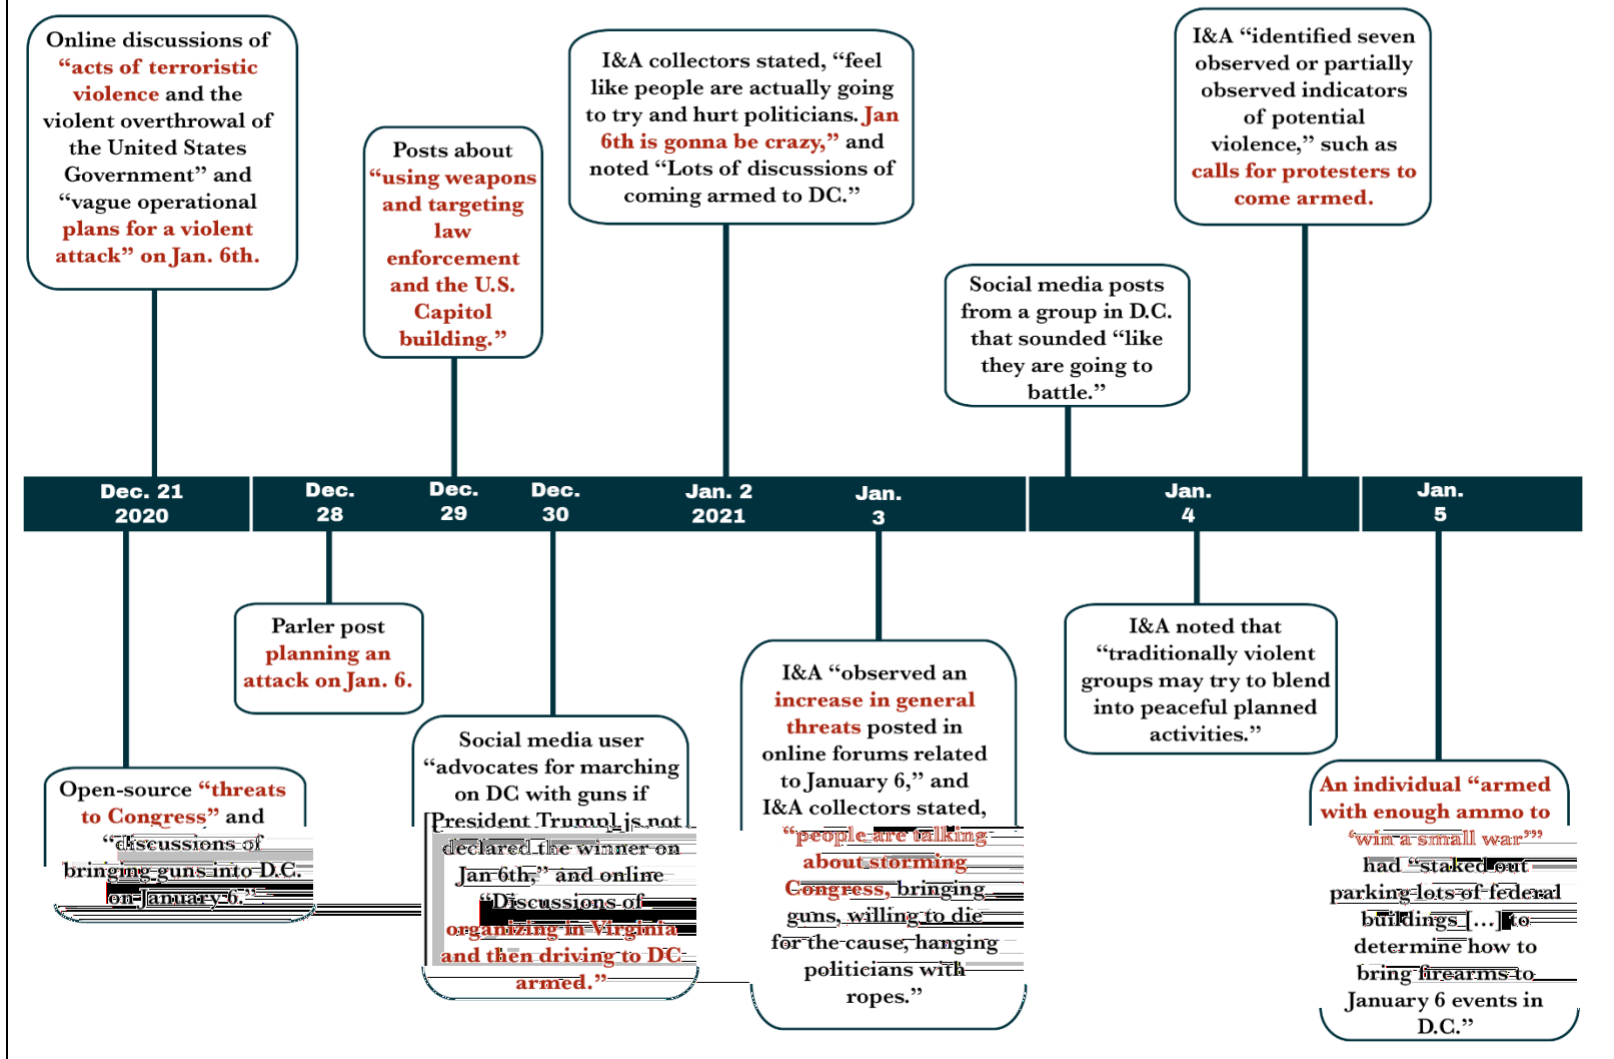 Online discussions of
“acts of terroristic
violence and the
violent overthrowal of
the United States
Government” and
“vague operational
plans for a violent
attack” on Jan. 6th.
Posts about
“using weapons
and targeting
law
enforcement
and the U.S.
Capitol
building.”
I&A collectors stated, “feel
like people are actually going
to try and hurt politicians. Jan
6th is gonna be crazy,” and
noted “Lots of discussions of
coming armed to DC.”
Social media posts
from a group in D.C.
that sounded “like
they are going to
battle.”
I&A “identified seven
observed or partially
observed indicators
of potential
violence,” such as
calls for protesters to
come armed.
Dec. 21
2020
Dec.
28
Dec.
29
Dec.
30
Jan. 2
2021
Jan.
3
Jan.
4
Jan.
5
Open-source “threats
to Congress” and
“discussions of
bringing guns into D.C.
on January 6.”
Parler post
planning an
attack on Jan. 6.
Social media user
“advocates for marching
on DC with guns if
[President Trump] is not
declared the winner on
Jan 6th,” and online
“Discussions of
organizing in Virginia
and then driving to DC
armed.”
I&A “observed an
increase in general
threats posted in
online forums related
to January 6,” and
I&A collectors stated,
“people are talking
about storming
Congress, bringing
guns, willing to die
for the cause, hanging
politicians with
ropes.”
I&A noted that
“traditionally violent
groups may try to blend
into peaceful planned
activities.”
An individual “armed
with enough ammo to
‘win a small war’”
had “staked out
parking lots of federal
buildings [...] to
determine how to
bring firearms to
January 6 events in
D.C.”